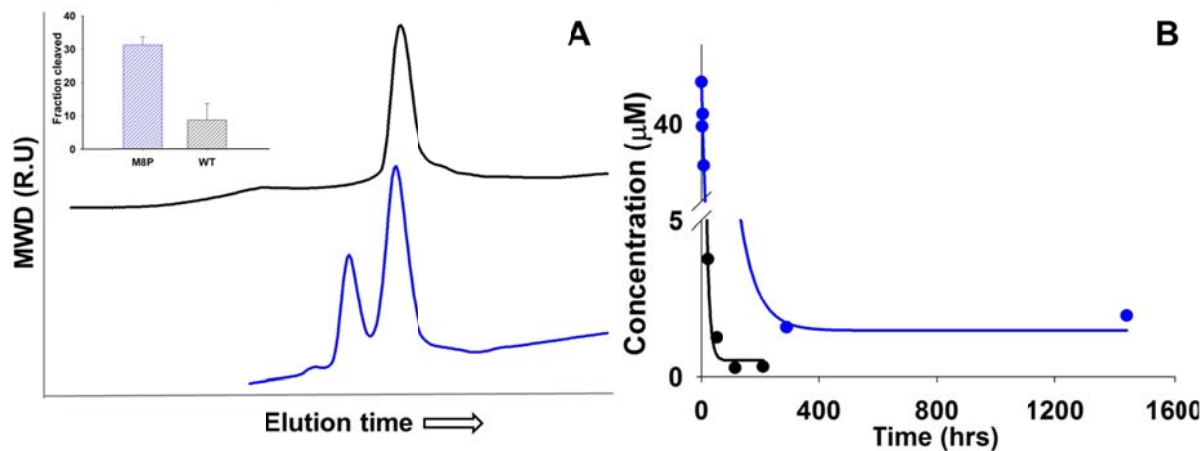 A
40
30
20
10
0
Fraction cleaved
M8P
WT
MWD (R.U)
Elution time
B
40
5
0
Concentration (μM)
0
400
800
1200
1600
Time (hrs)